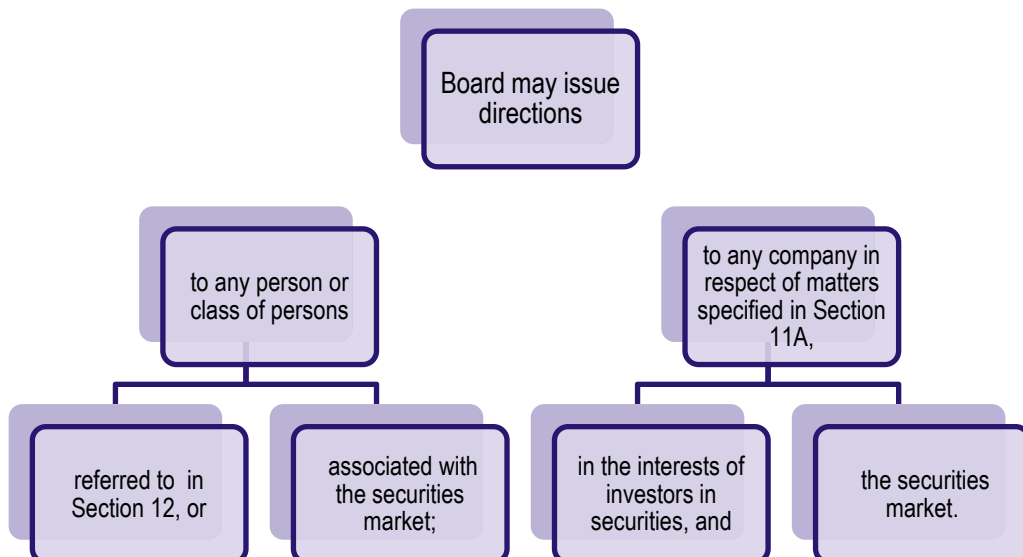 Board may issue
directions
to any person or
class of persons
to any company in
respect of matters
specified in Section
11A,
referred to in
Section 12, or
associated with
the securities
market;
in the interests of
investors in
securities, and
the securities
market.